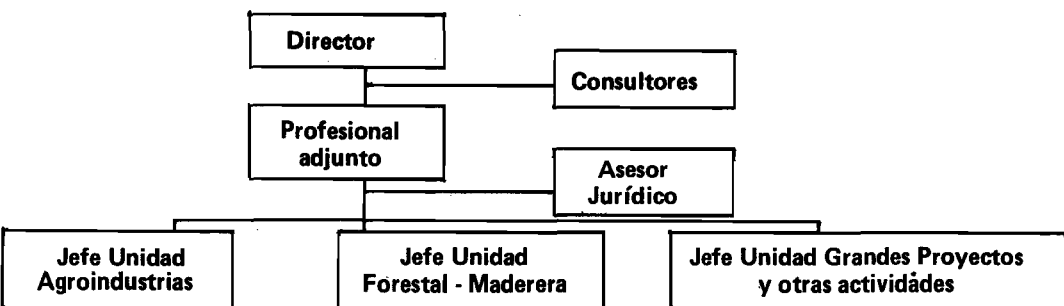 Director
Consultores
Profesional
adjunto
Asesor
Jurídico
Jefe Unidad
Agroindustrias
Jefe Unidad
Forestal - Maderera
Jefe Unidad Grandes Proyectos
y otras actividades